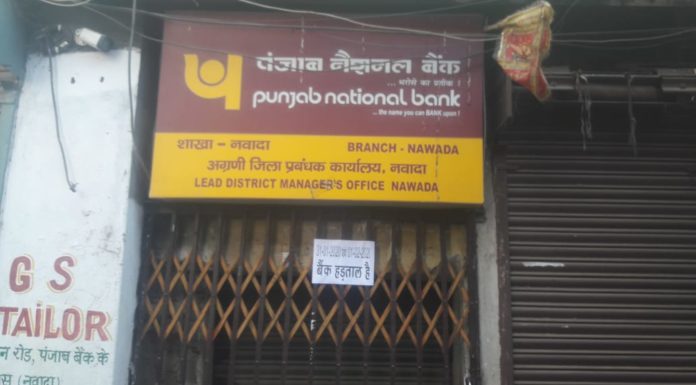 पंजाब नैशनल बैंक
... भरोसे का प्रतीक !
punjab national bank
... the name you can BANK upon !
शाखा - नवादा BRANCH - NAWADA
अग्रणी जिला प्रबंधक कार्यालय, नवादा
LEAD DISTRICT MANAGER'S OFFICE NAWADA
बैंक हड़ताल है
G S
TAILOR
न रोड, पंजाब बैंक के
(नवादा)